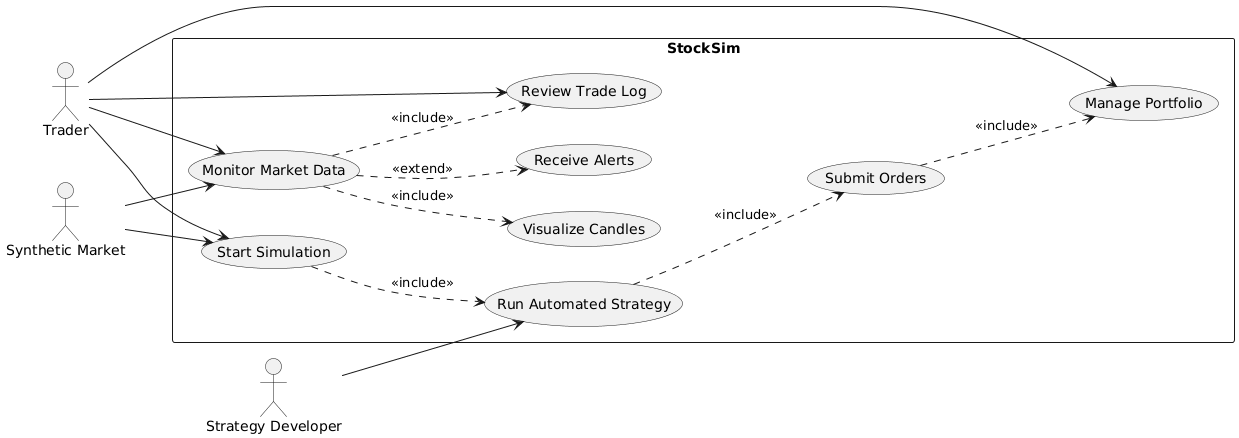 StockSim
Trader
Review Trade Log
Manage Portfolio
«include»
«include»
Monitor Market Data
«extend»
Receive Alerts
Submit Orders
«include»
«include»
Visualize Candles
Synthetic Market
Start Simulation
«include»
Run Automated Strategy
Strategy Developer